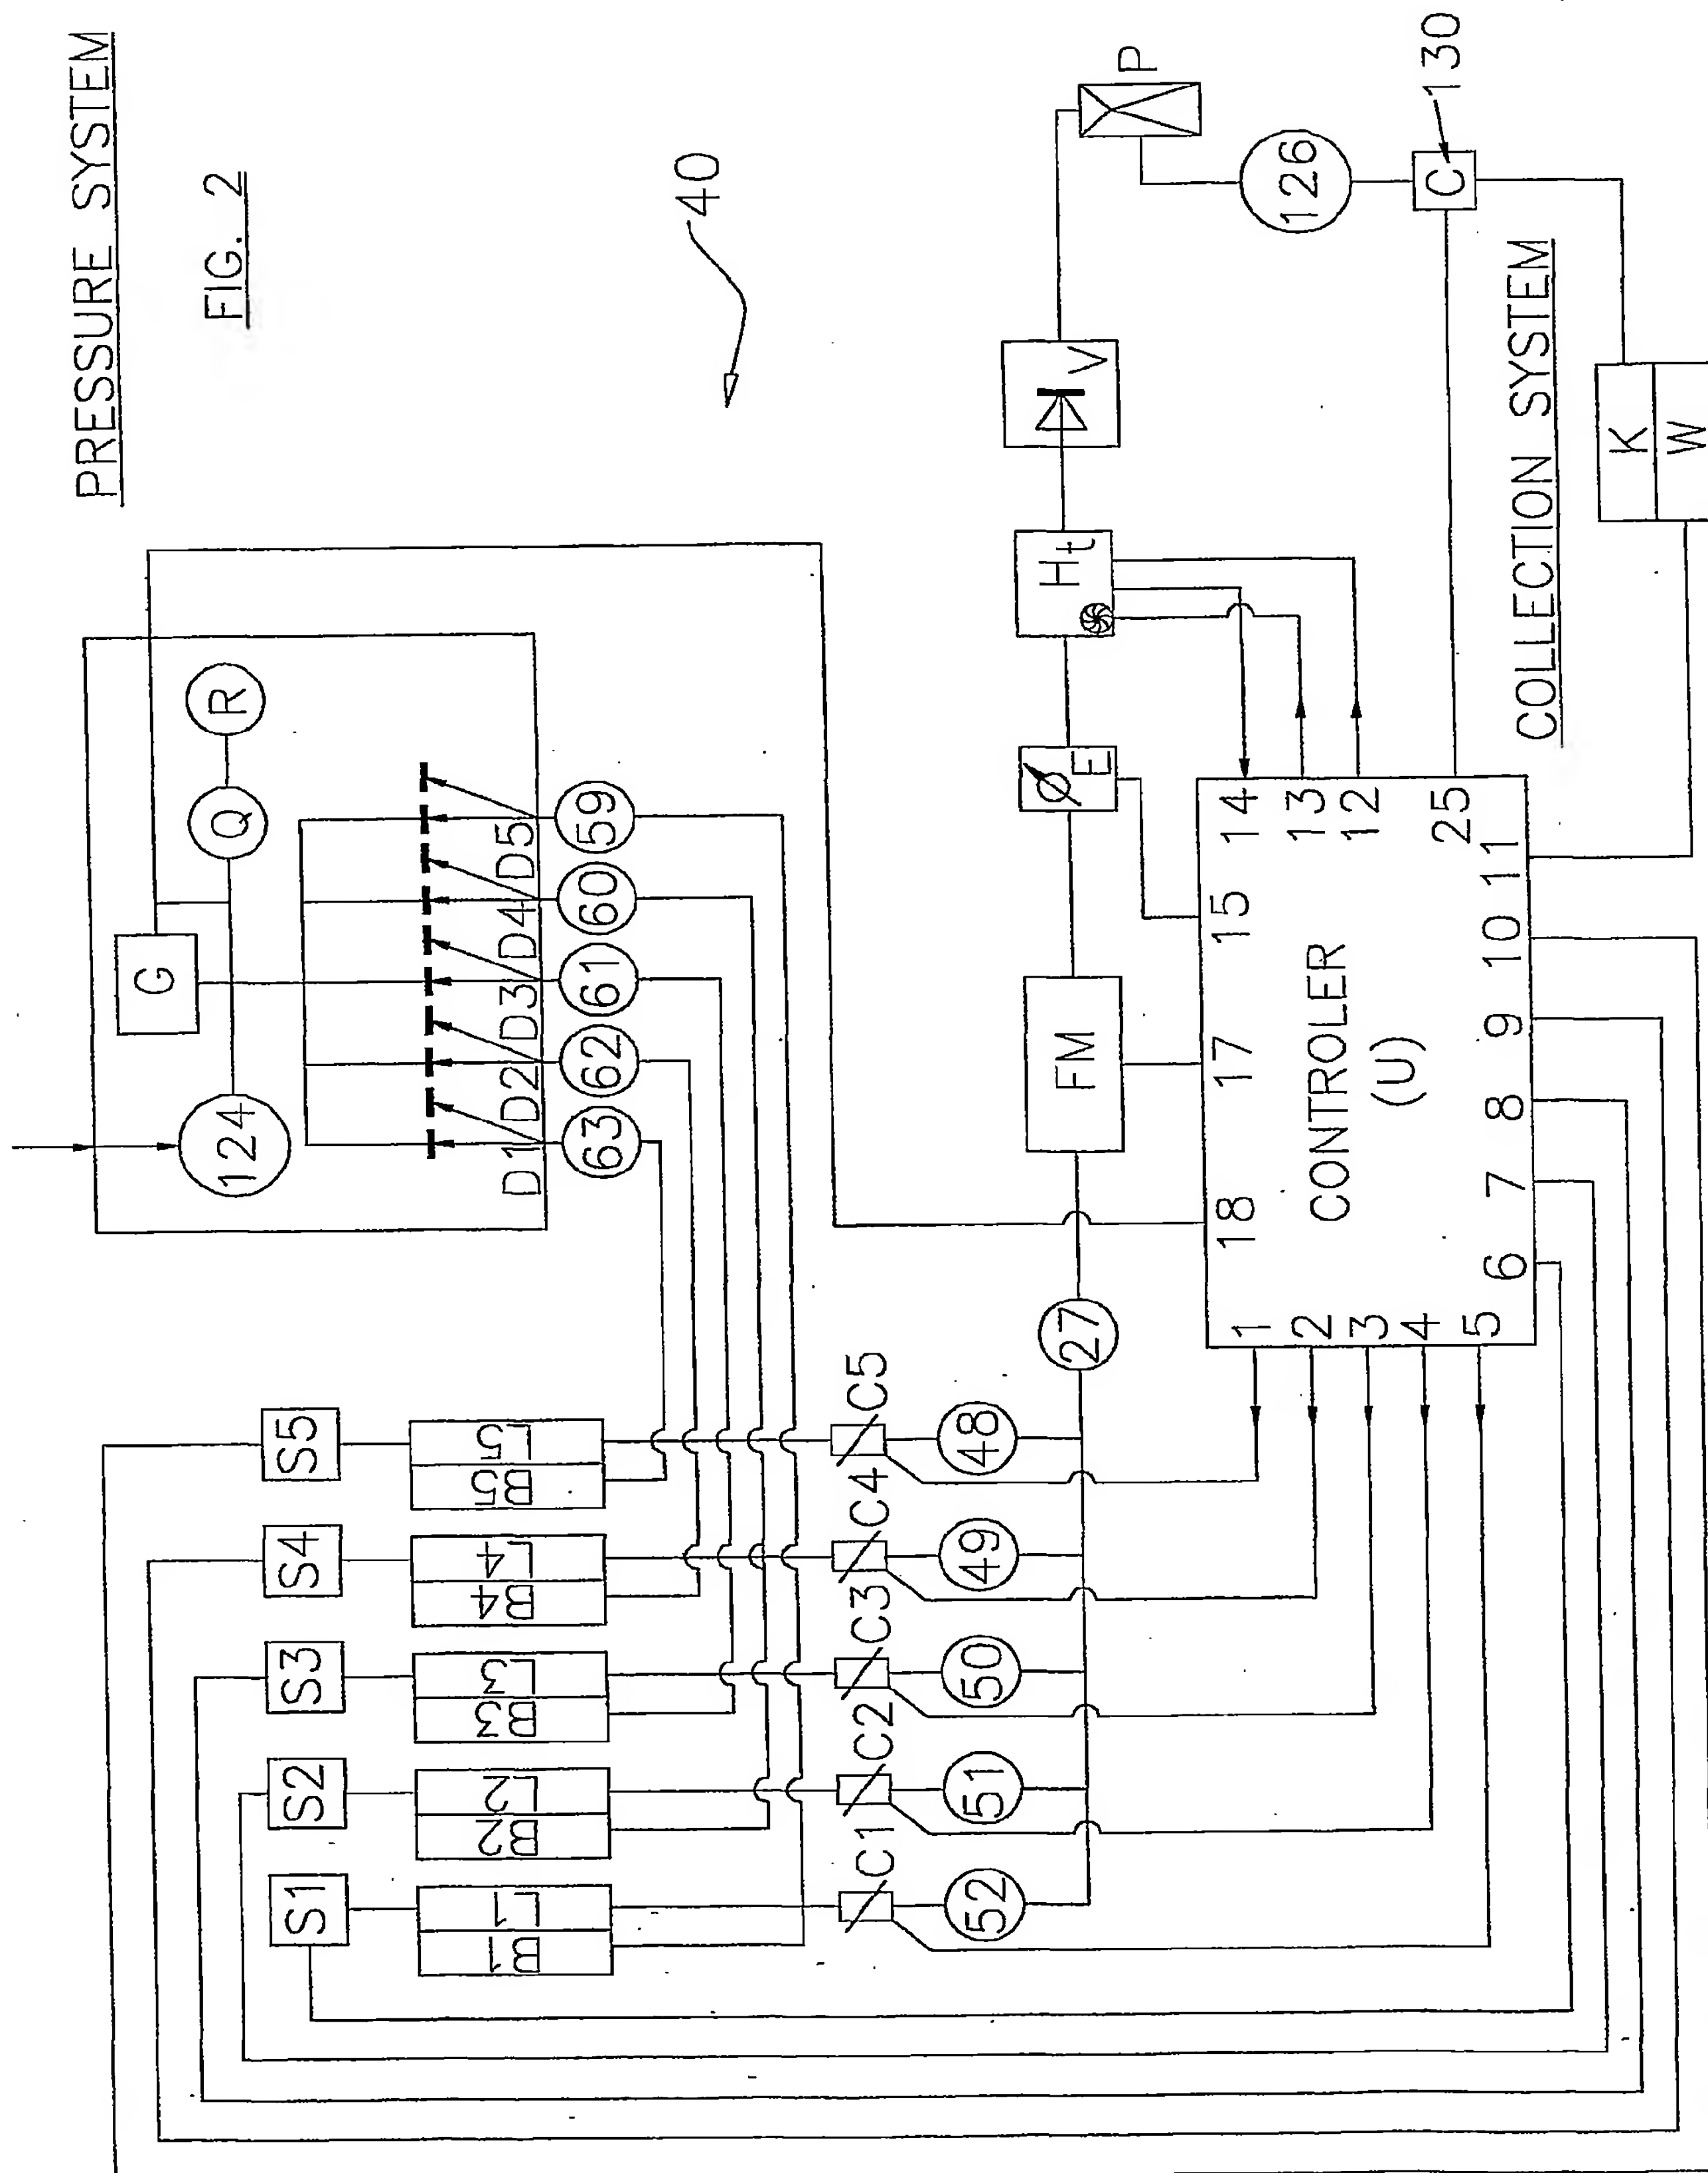 PRESSURE SYSTEM
FIG. 2
40
G
124
Q
R
D1
D2
D3
D4
D5
63
62
61
60
59
S1
S2
S3
S4
S5
B1
L1
B2
L2
B3
L3
B4
L4
B5
L5
C1
C2
C3
C4
C5
52
51
50
49
48
27
FM
E
Ht
V
P
126
C
130
CONTROLER
(U)
1
2
3
4
5
6
7
8
9
10
11
25
12
13
14
15
17
18
COLLECTION SYSTEM
K
W